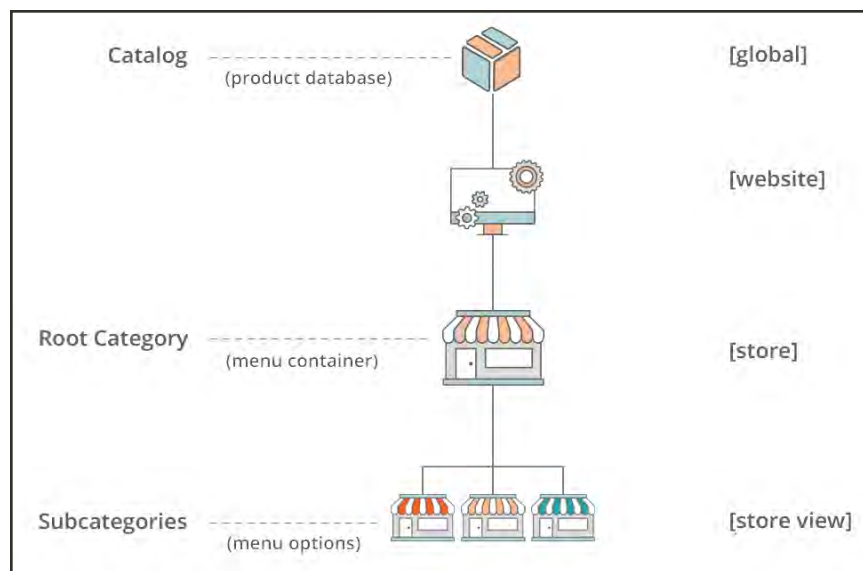 Catalog
(product database)
[global]
[website]
Root Category
(menu container)
[store]
Subcategories
(menu options)
[store view]